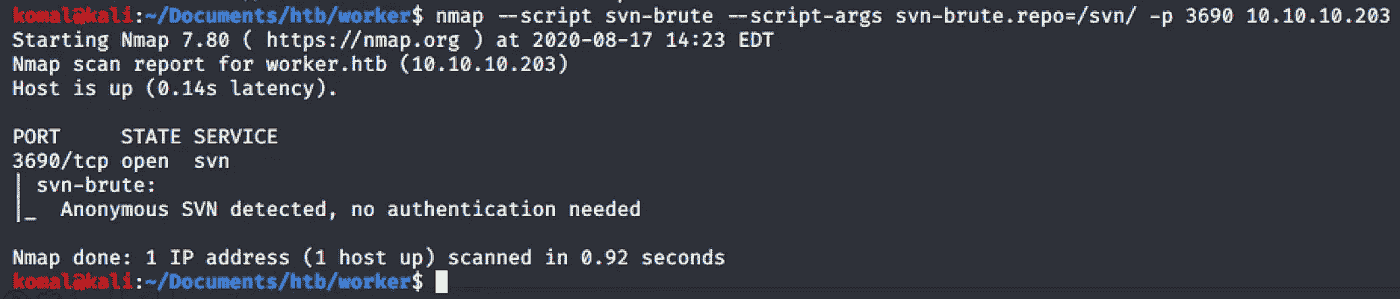 komal@kali:~/Documents/htb/worker$ nmap --script svn-brute --script-args svn-brute.repo=/svn/ -p 3690 10.10.10.203
Starting Nmap 7.80 ( https://nmap.org ) at 2020-08-17 14:23 EDT
Nmap scan report for worker.htb (10.10.10.203)
Host is up (0.14s latency).
PORT     STATE SERVICE
3690/tcp open  svn
| svn-brute:
|_  Anonymous SVN detected, no authentication needed
Nmap done: 1 IP address (1 host up) scanned in 0.92 seconds
komal@kali:~/Documents/htb/worker$